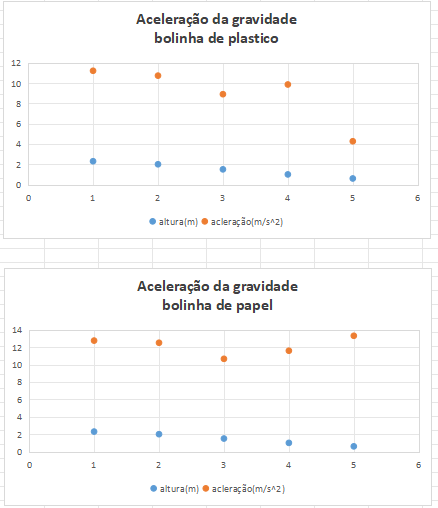 Aceleração da gravidade
bolinha de plastico
12
10
8
6
4
2
0
0 1 2 3 4 5 6
altura(m) acleração(m/s^2)
Aceleração da gravidade
bolinha de papel
14
12
10
8
6
4
2
0
0 1 2 3 4 5 6
altura(m) acleração(m/s^2)